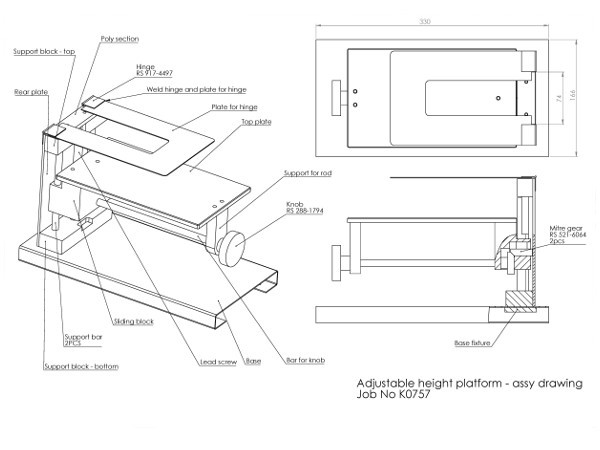 Poly section
Support block - top
Hinge
RS 917-4497
Rear plate
Weld hinge and plate for hinge
Plate for hinge
Top plate
Support for rod
Knob
RS 288-1794
Sliding block
Support bar
2PCS
Support block - bottom
Lead screw
Base
Bar for knob
330
74
166
Mitre gear
RS 521-6064
2pcs
Base fixture
Adjustable height platform - assy drawing
Job No K0757